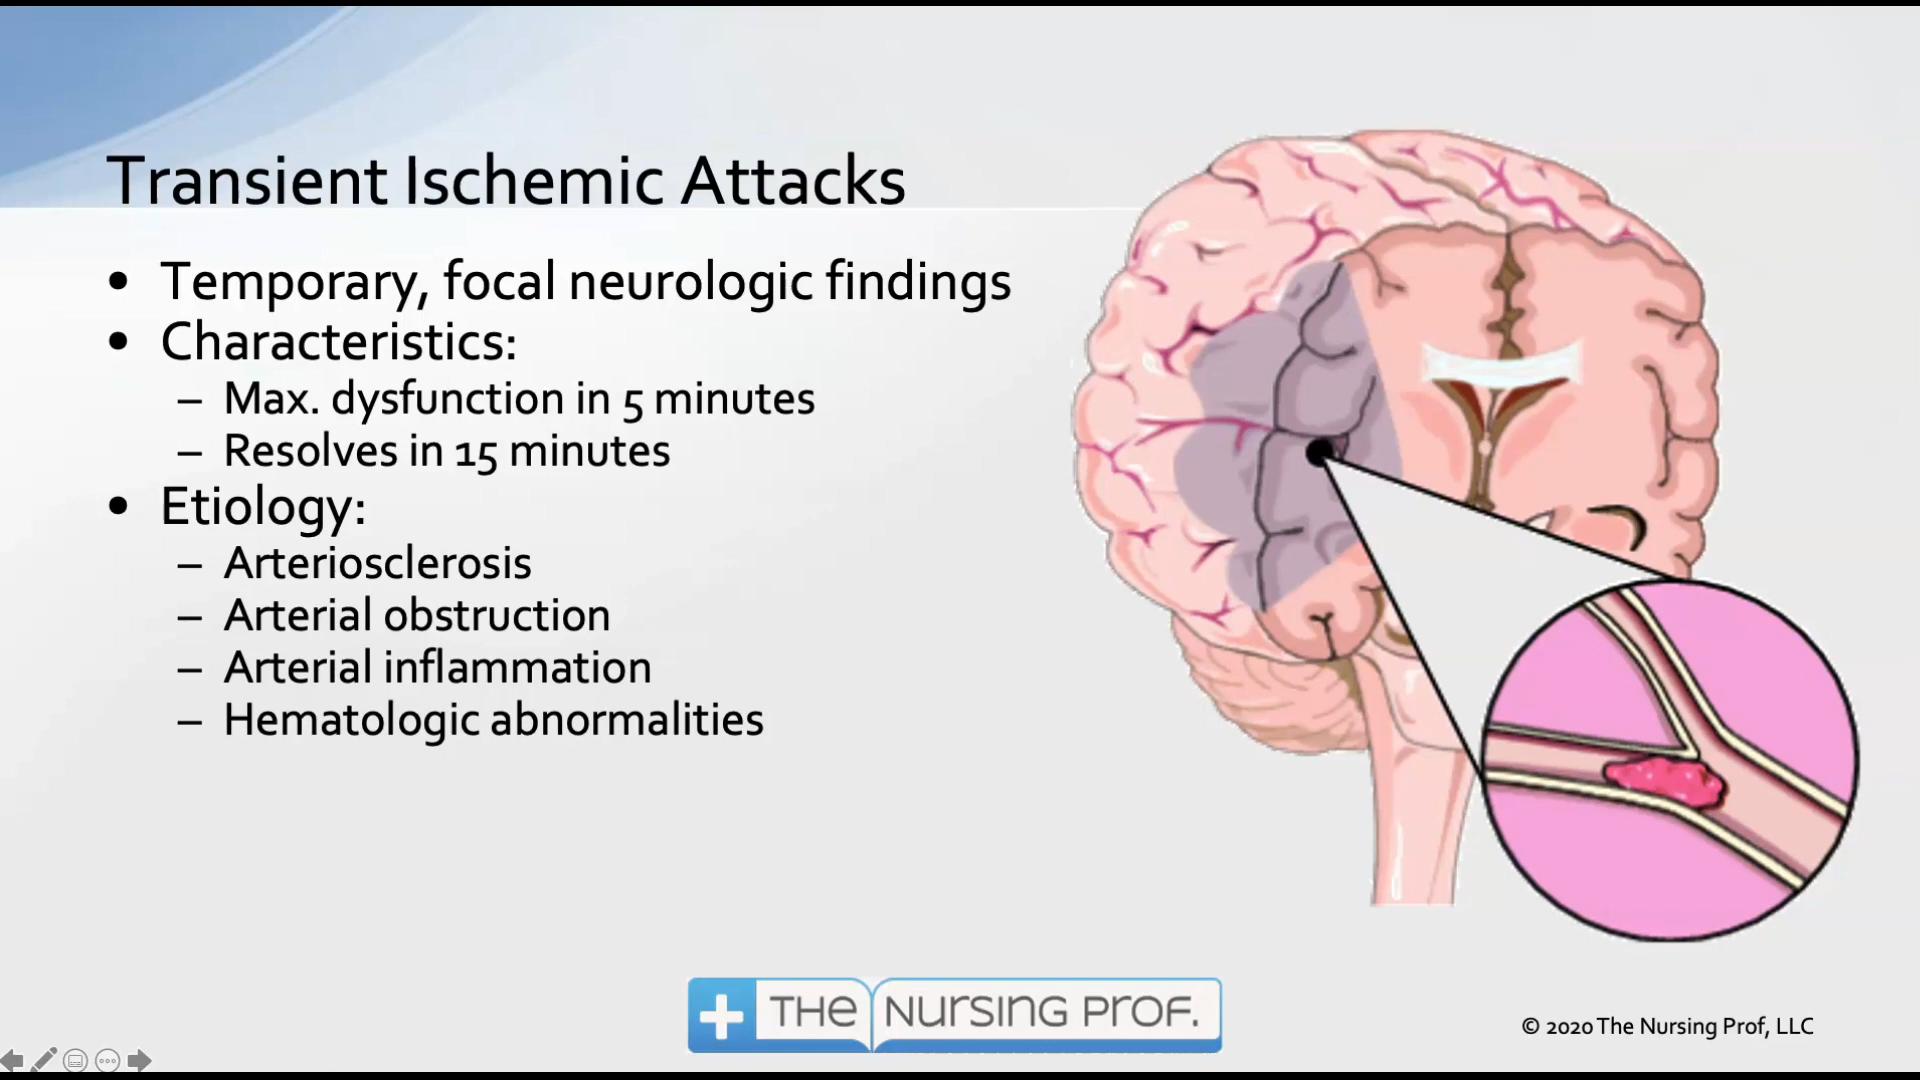 Transient Ischemic Attacks
• Temporary, focal neurologic findings
• Characteristics:
– Max. dysfunction in 5 minutes
– Resolves in 15 minutes
• Etiology:
– Arteriosclerosis
– Arterial obstruction
– Arterial inflammation
– Hematologic abnormalities
THE NURSING PROF.
© 2020 The Nursing Prof, LLC